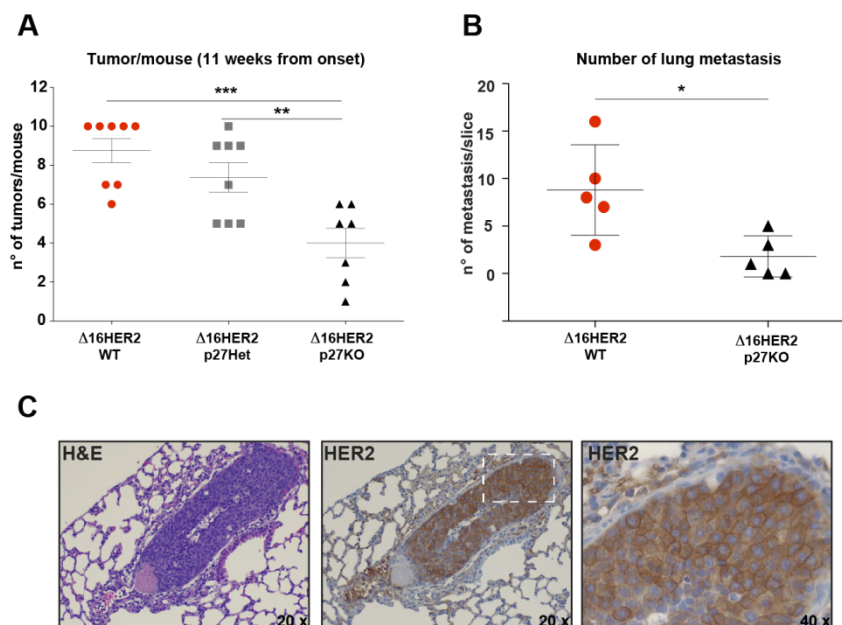 A
Tumor/mouse (11 weeks from onset)
n° of tumors/mouse
12
10
8
6
4
2
0
***
**
Δ16HER2
WT
Δ16HER2
p27Het
Δ16HER2
p27KO
B
Number of lung metastasis
n° of metastasis/slice
20
15
10
5
0
*
Δ16HER2
WT
Δ16HER2
p27KO
C
H&E
20 x
HER2
20 x
HER2
40 x